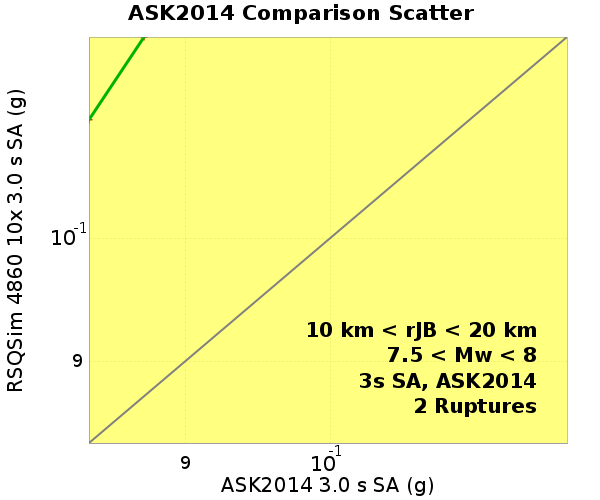 ASK2014 Comparison Scatter
RSQSim 4860 10x 3.0 s SA (g)
10-1
9
10 km < rJB < 20 km
7.5 < Mw < 8
3s SA, ASK2014
2 Ruptures
9
10-1
ASK2014 3.0 s SA (g)